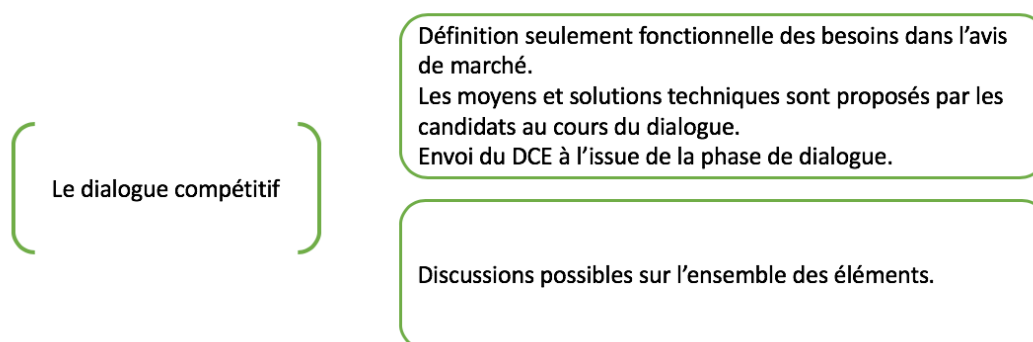 Définition seulement fonctionnelle des besoins dans l’avis
de marché.
Les moyens et solutions techniques sont proposés par les
candidats au cours du dialogue.
Envoi du DCE à l’issue de la phase de dialogue.
Le dialogue compétitif
Discussions possibles sur l’ensemble des éléments.